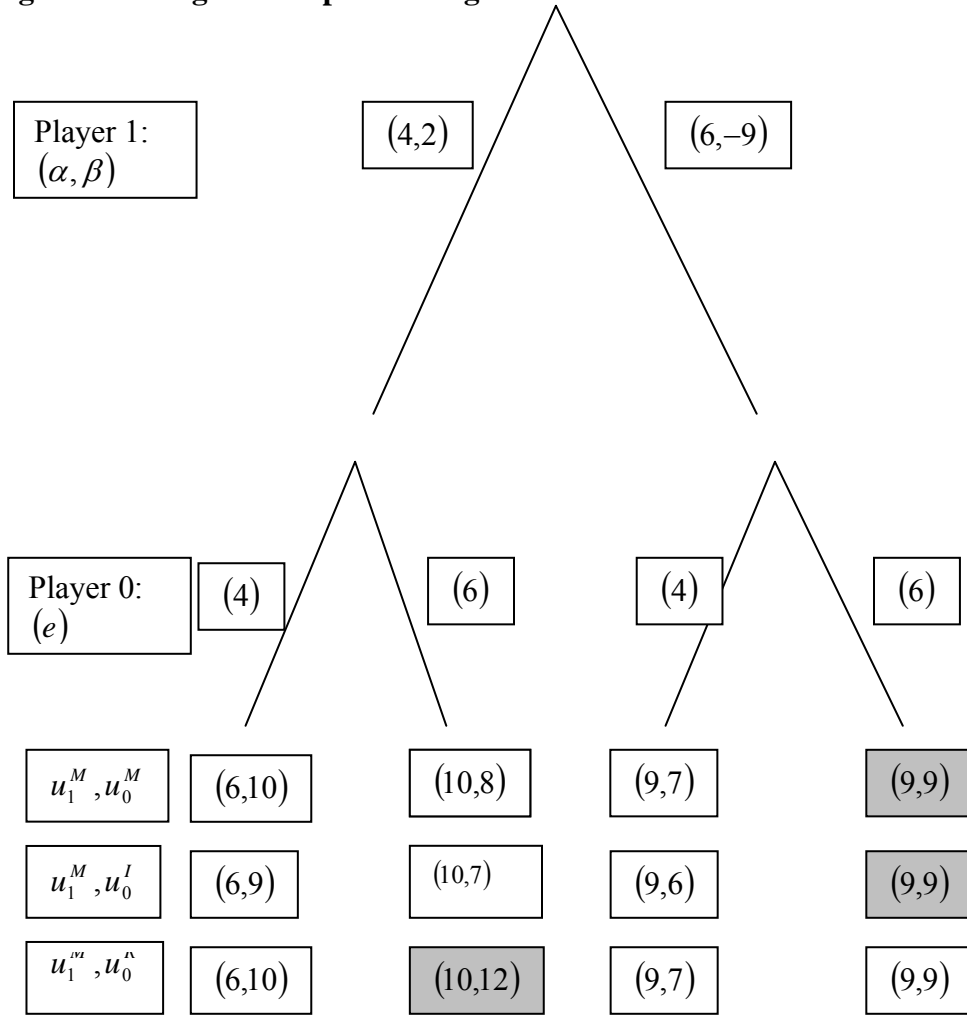 Player 1:
(α, β)
(4,2)
(6,−9)
Player 0:
(e)
(4)
(6)
(4)
(6)
u₁ᴹ , u₀ᴹ
(6,10)
(10,8)
(9,7)
(9,9)
u₁ᴹ , u₀ᴵ
(6,9)
(10,7)
(9,6)
(9,9)
u₁ᴹ , u₀
(6,10)
(10,12)
(9,7)
(9,9)